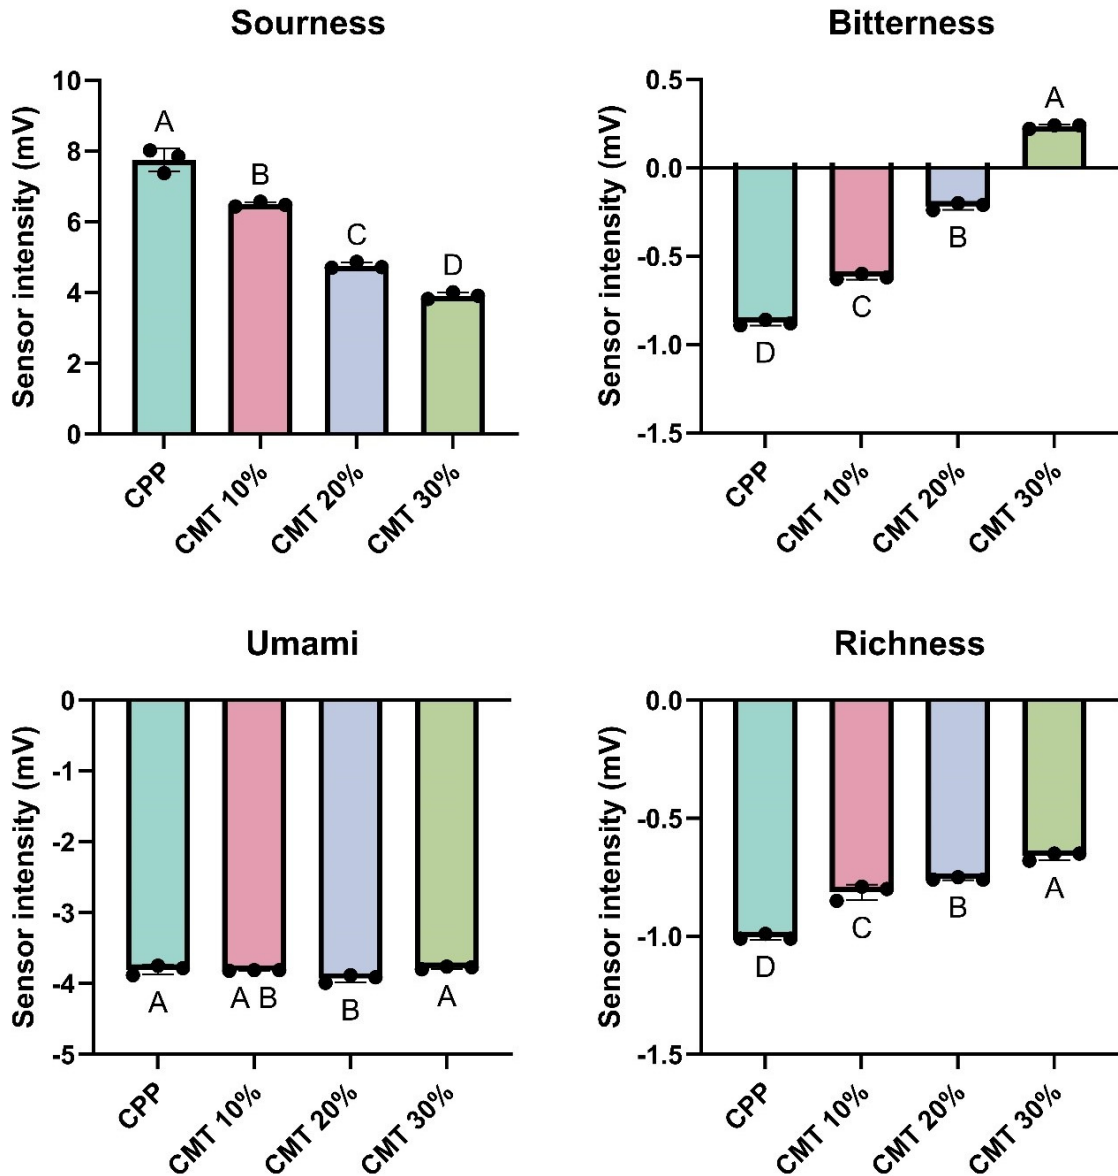 Sourness
Sensor intensity (mV)
10
8
6
4
2
0
A
B
C
D
CPP
CMT 10%
CMT 20%
CMT 30%
Bitterness
Sensor intensity (mV)
0.5
0.0
-0.5
-1.0
-1.5
D
C
B
A
CPP
CMT 10%
CMT 20%
CMT 30%
Umami
Sensor intensity (mV)
0
-1
-2
-3
-4
-5
A
A B
B
A
CPP
CMT 10%
CMT 20%
CMT 30%
Richness
Sensor intensity (mV)
0.0
-0.5
-1.0
-1.5
D
C
B
A
CPP
CMT 10%
CMT 20%
CMT 30%